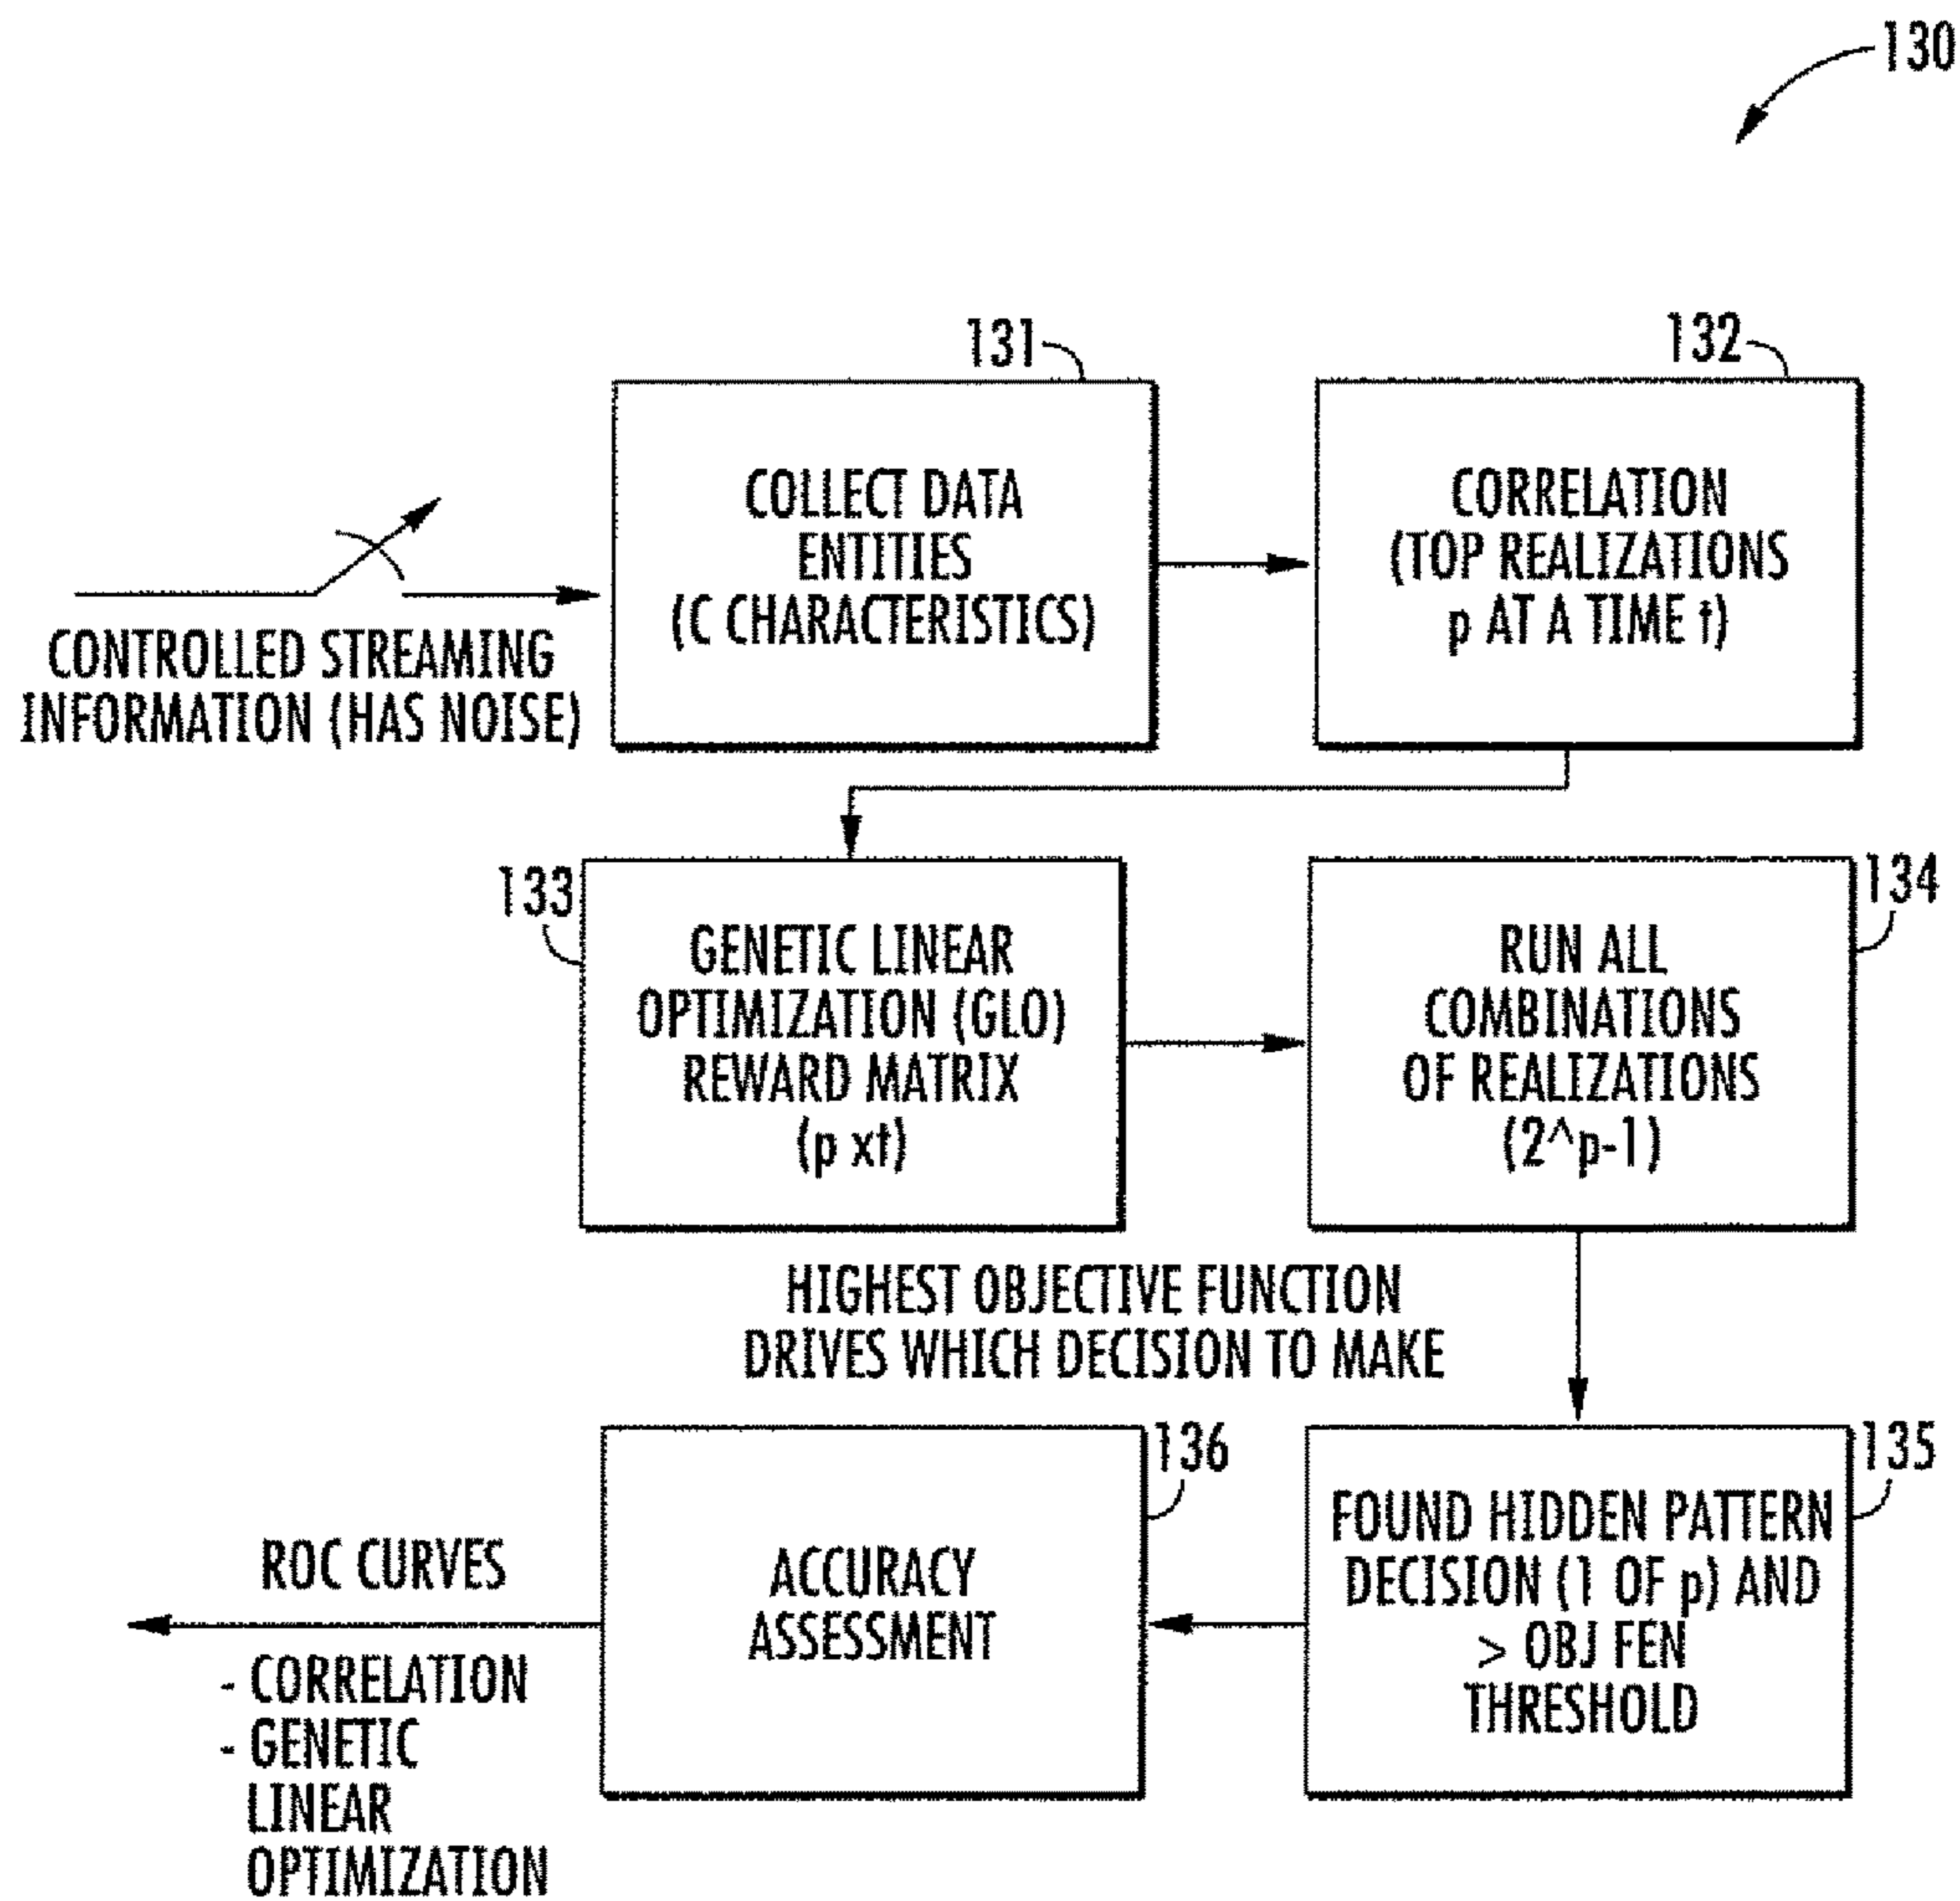 130
131
132
COLLECT DATA
ENTITIES
(C CHARACTERISTICS)
CORRELATION
(TOP REALIZATIONS
p AT A TIME t)
CONTROLLED STREAMING
INFORMATION (HAS NOISE)
133
134
GENETIC LINEAR
OPTIMIZATION (GLO)
REWARD MATRIX
(p xt)
RUN ALL
COMBINATIONS
OF REALIZATIONS
(2^p-1)
HIGHEST OBJECTIVE FUNCTION
DRIVES WHICH DECISION TO MAKE
135
FOUND HIDDEN PATTERN
DECISION (1 OF p) AND
> OBJ FEN
THRESHOLD
136
ACCURACY
ASSESSMENT
ROC CURVES
- CORRELATION
- GENETIC
LINEAR
OPTIMIZATION